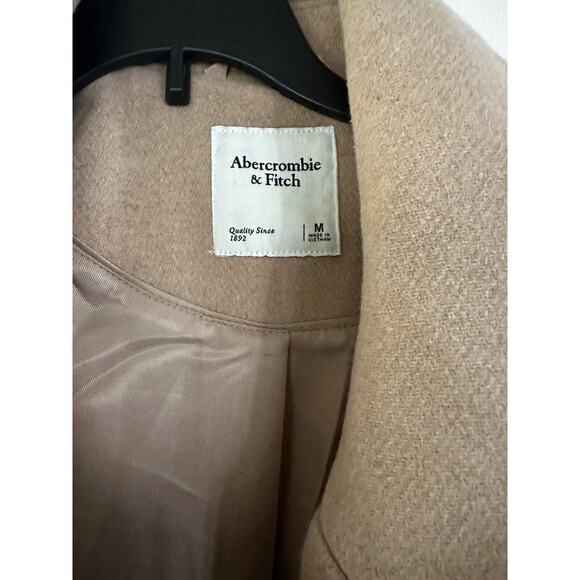 Abercrombie
& Fitch
Quality Since
1892
M
MADE IN
VIETNAM